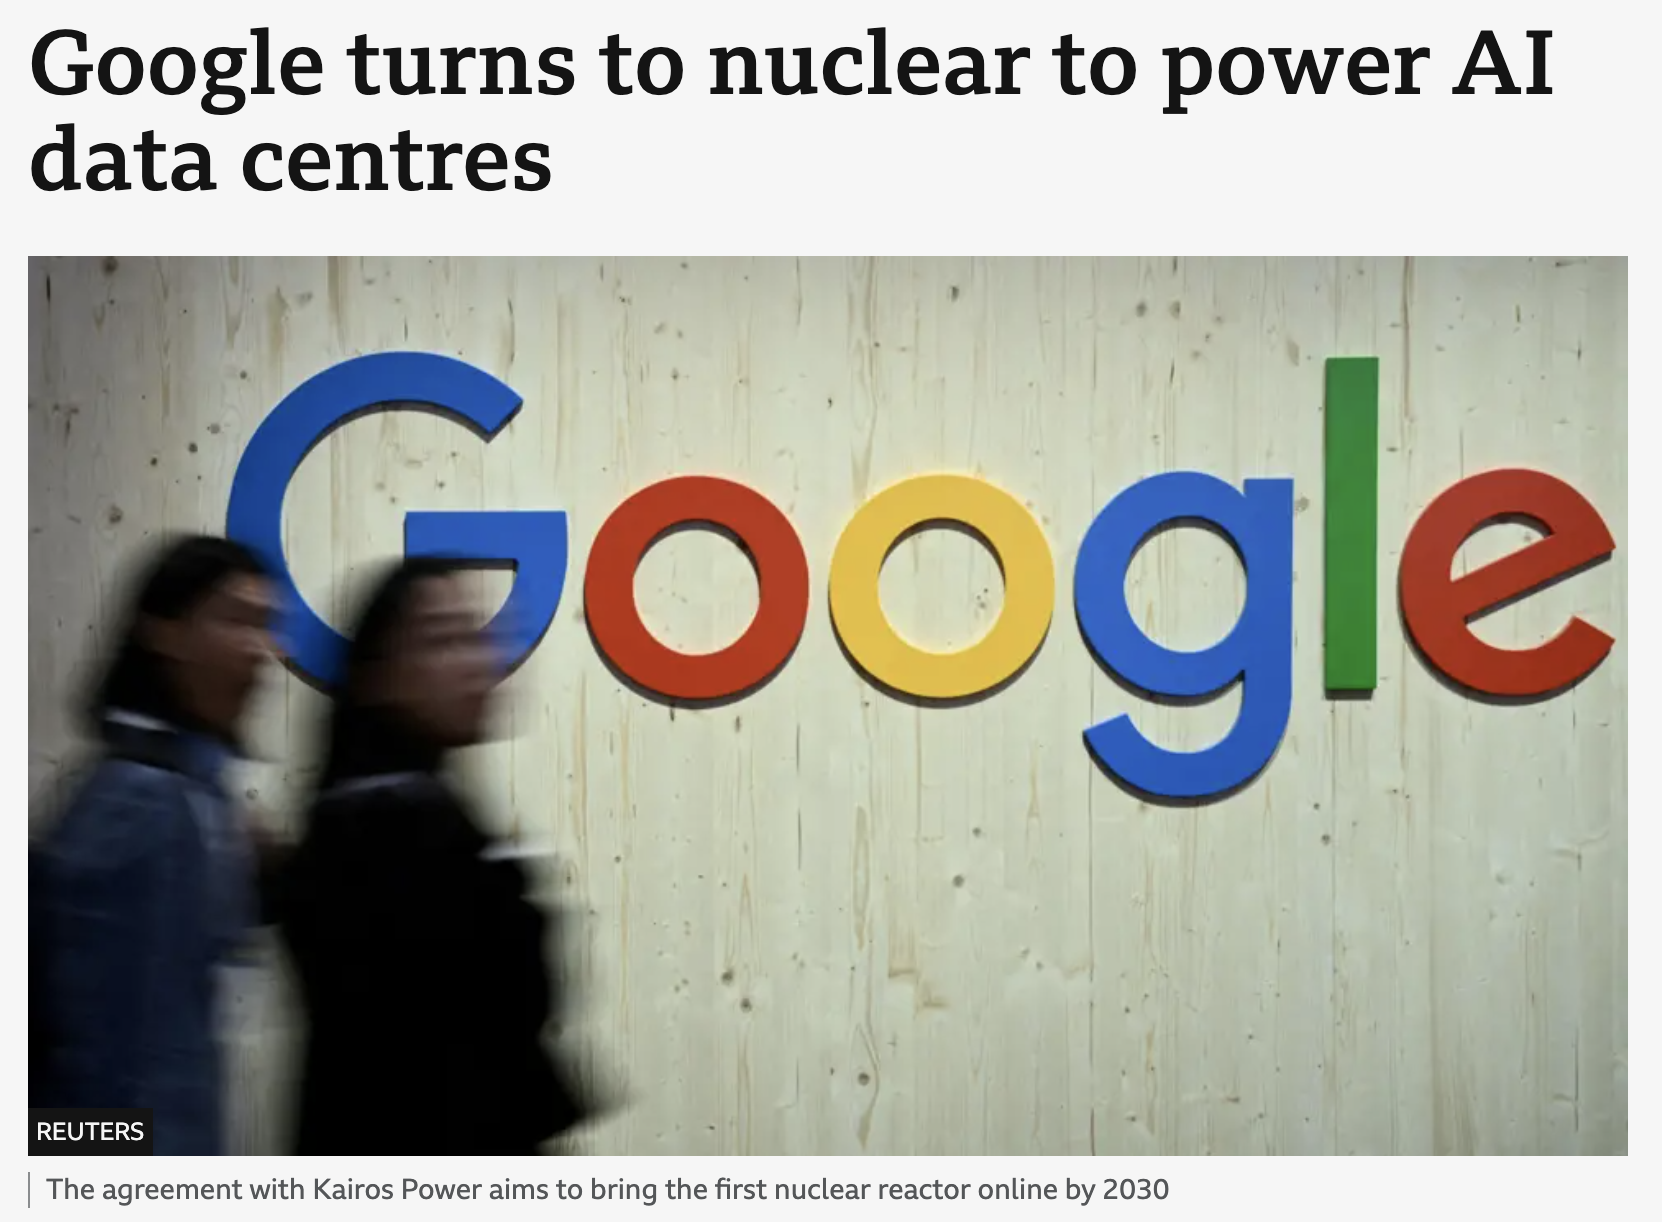 Google turns to nuclear to power AI
data centres
Google
REUTERS
The agreement with Kairos Power aims to bring the first nuclear reactor online by 2030